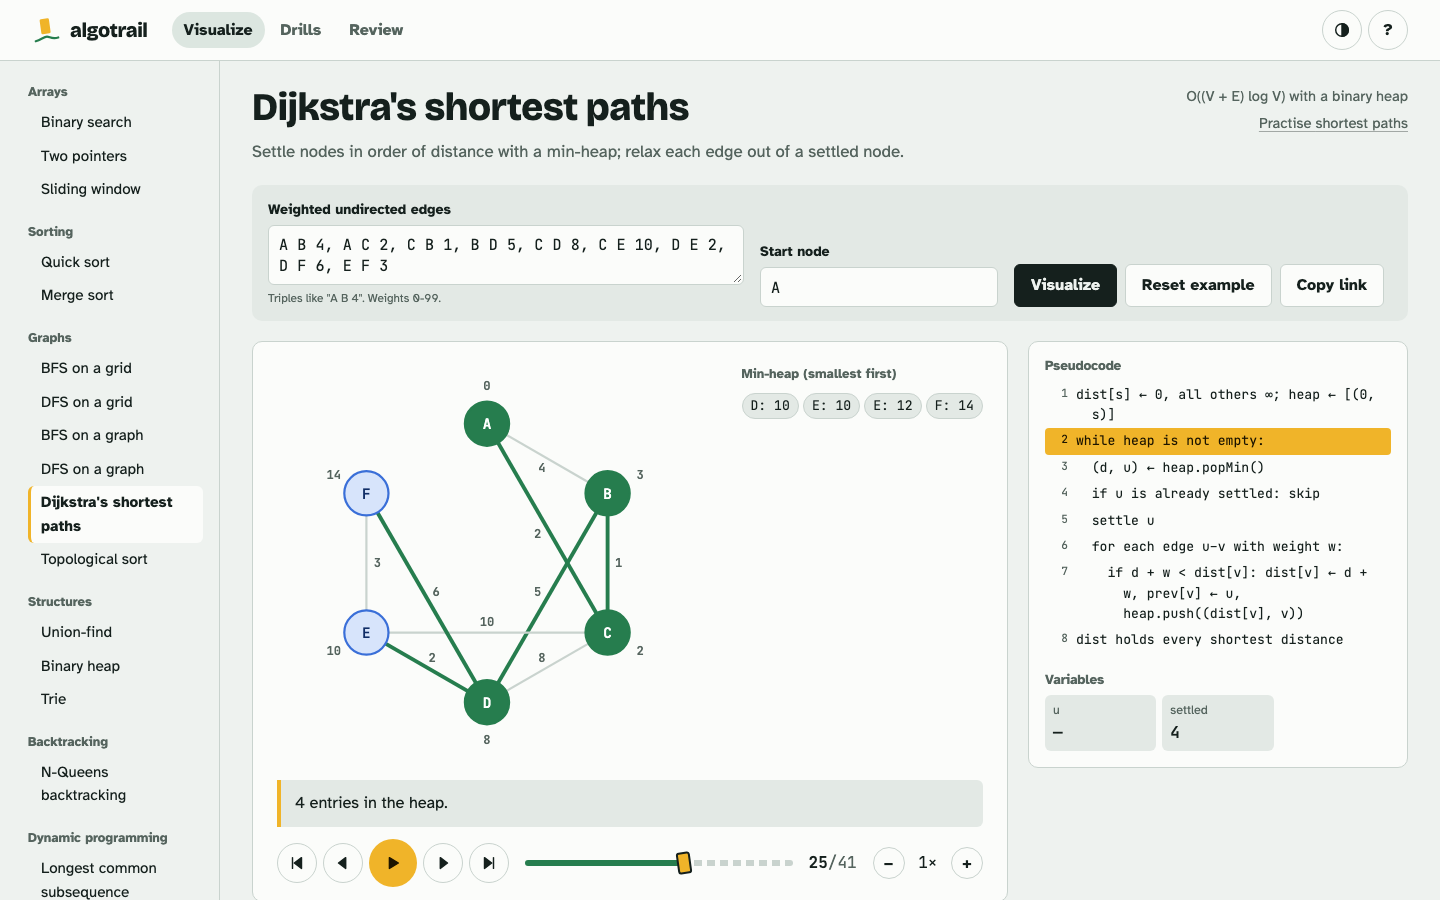 algotrail
Visualize
Drills
Review
?
Arrays
Binary search
Two pointers
Sliding window
Sorting
Quick sort
Merge sort
Graphs
BFS on a grid
DFS on a grid
BFS on a graph
DFS on a graph
Dijkstra's shortest
paths
Topological sort
Structures
Union-find
Binary heap
Trie
Backtracking
N-Queens
backtracking
Dynamic programming
Longest common
subsequence
Dijkstra's shortest paths
O((V + E) log V) with a binary heap
Practise shortest paths
Settle nodes in order of distance with a min-heap; relax each edge out of a settled node.
Weighted undirected edges
A B 4, A C 2, C B 1, B D 5, C D 8, C E 10, D E 2,
D F 6, E F 3
Triples like "A B 4". Weights 0-99.
Start node
A
Visualize
Reset example
Copy link
Min-heap (smallest first)
D: 10
E: 10
E: 12
F: 14
0
A
4
14
F
B
3
2
3
1
6
5
10
E
C
10
2
2
8
D
8
4 entries in the heap.
25/41
1×
Pseudocode
1 dist[s] ← 0, all others ∞; heap ← [(0,
s)]
2 while heap is not empty:
3 (d, u) ← heap.popMin()
4 if u is already settled: skip
5 settle u
6 for each edge u–v with weight w:
7 if d + w < dist[v]: dist[v] ← d +
w, prev[v] ← u,
heap.push((dist[v], v))
8 dist holds every shortest distance
Variables
u
—
settled
4